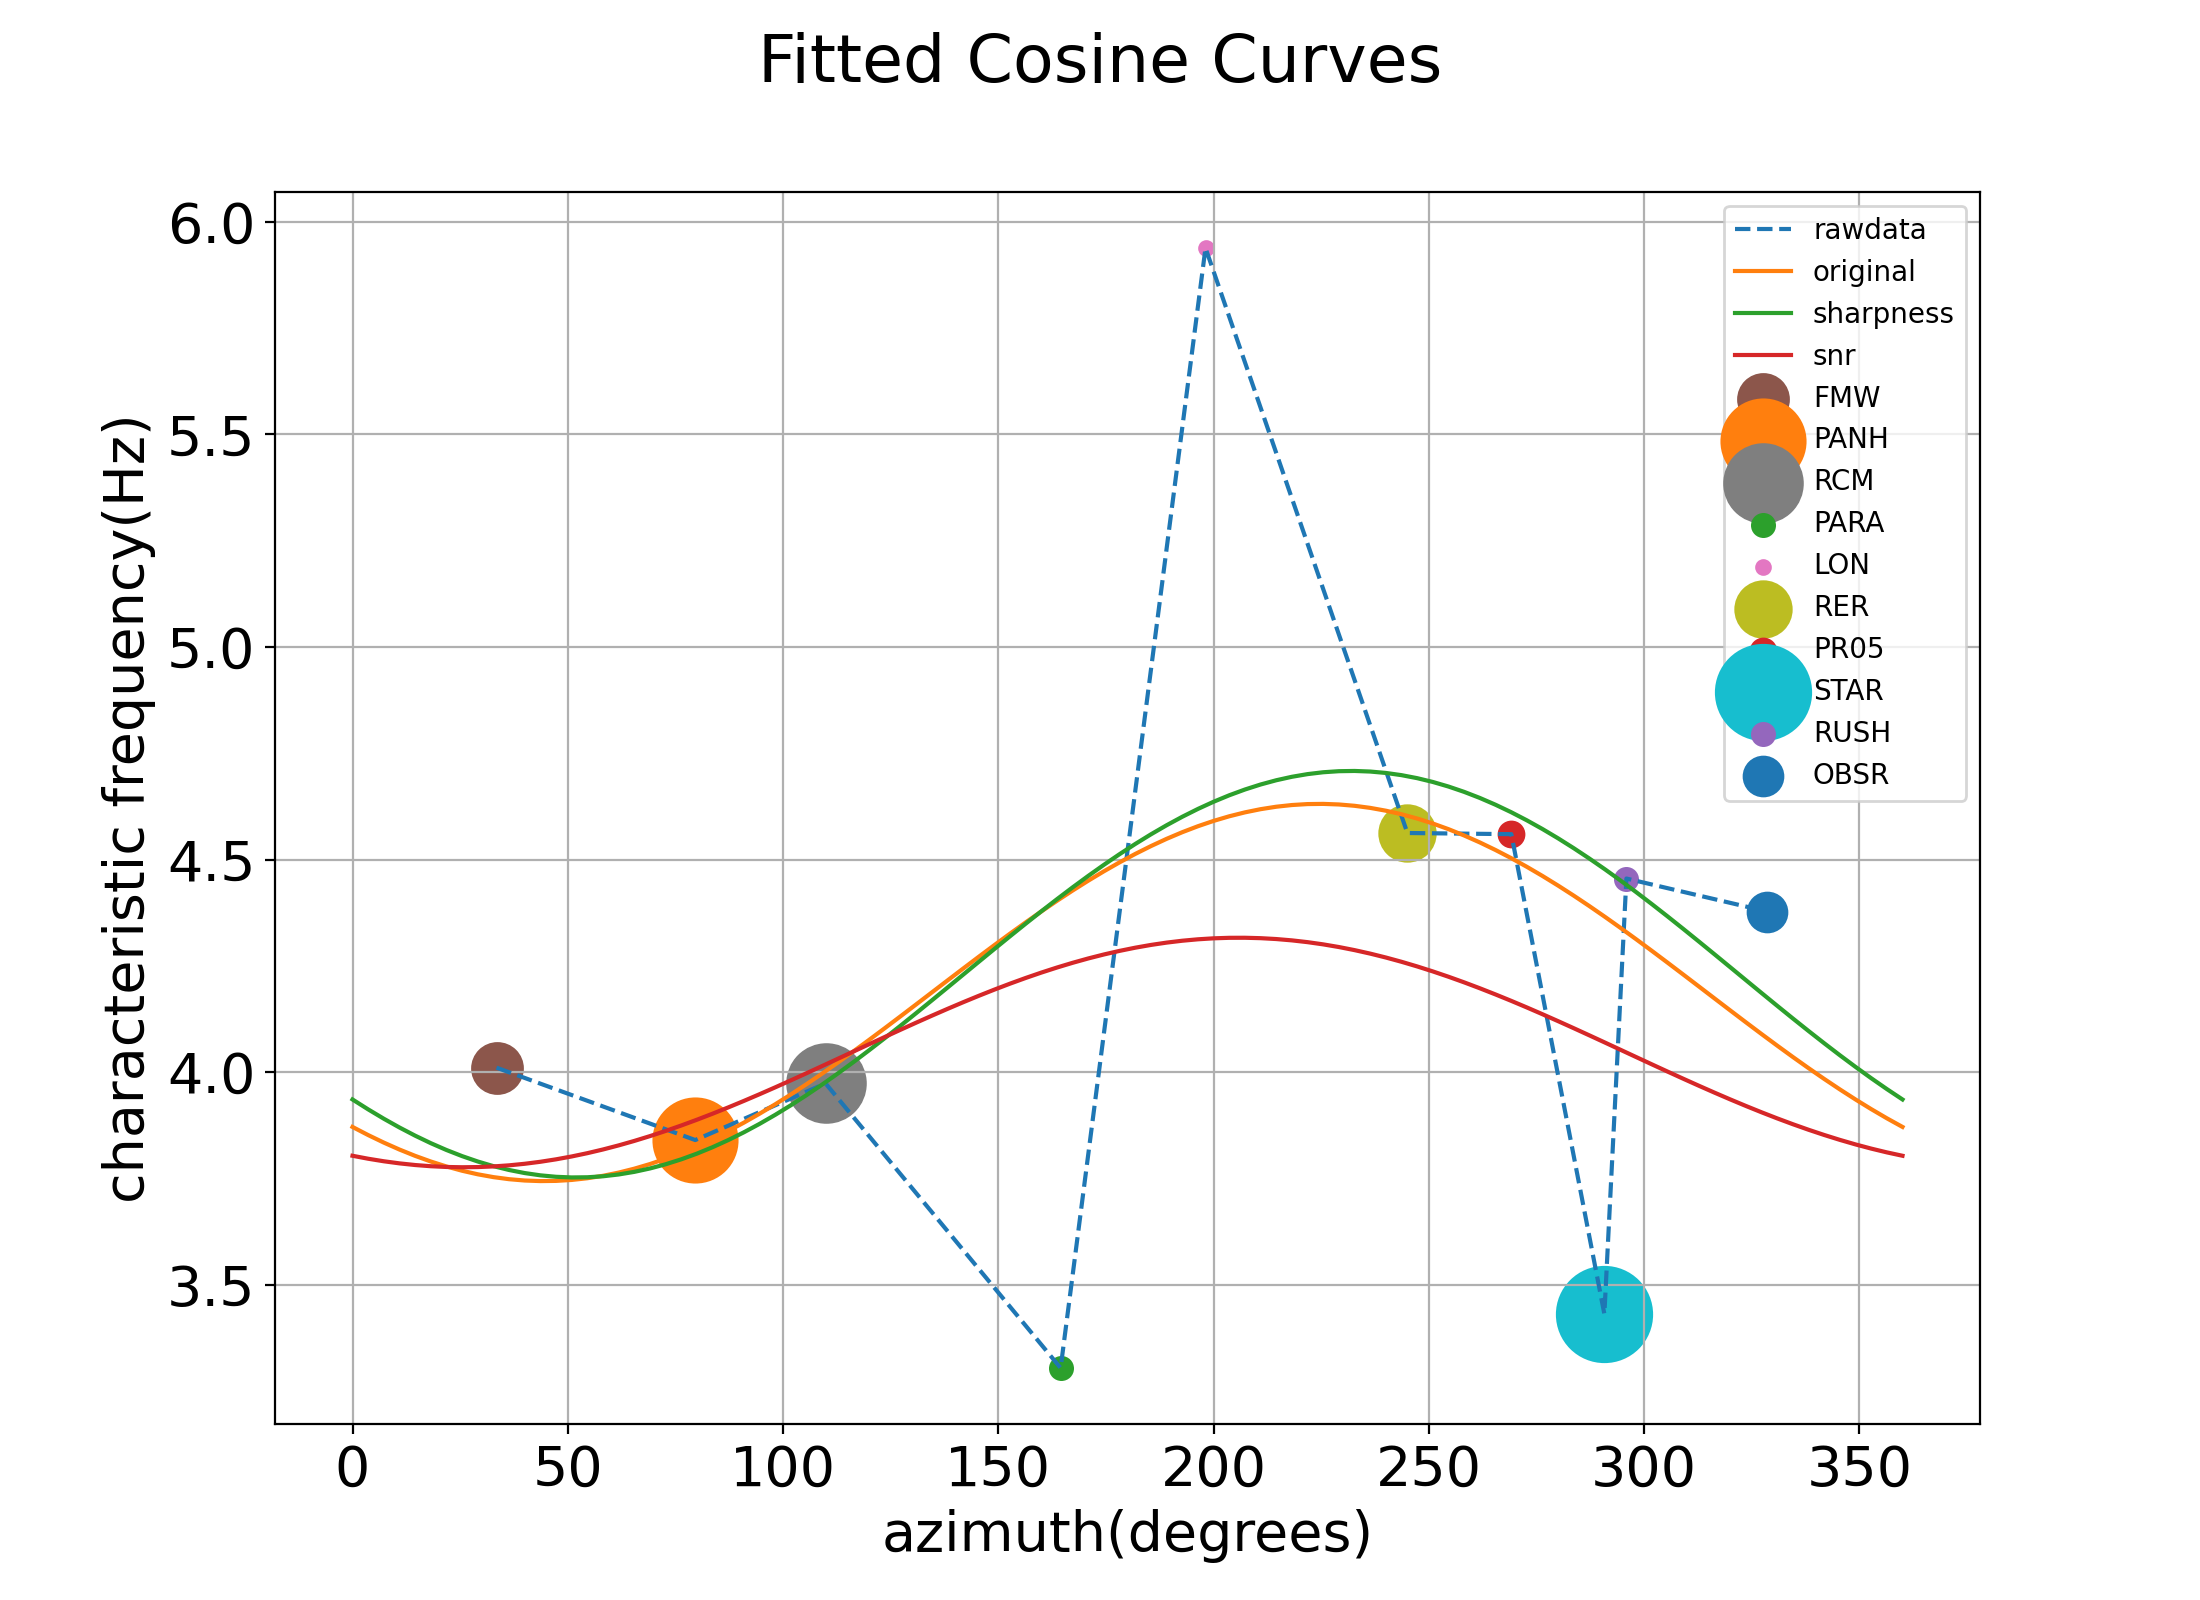 Fitted Cosine Curves
characteristic frequency(Hz)
6.0
5.5
5.0
4.5
4.0
3.5
rawdata
original
sharpness
snr
FMW
PANH
RCM
PARA
LON
RER
PR05
STAR
RUSH
OBSR
0 50 100 150 200 250 300 350
azimuth(degrees)